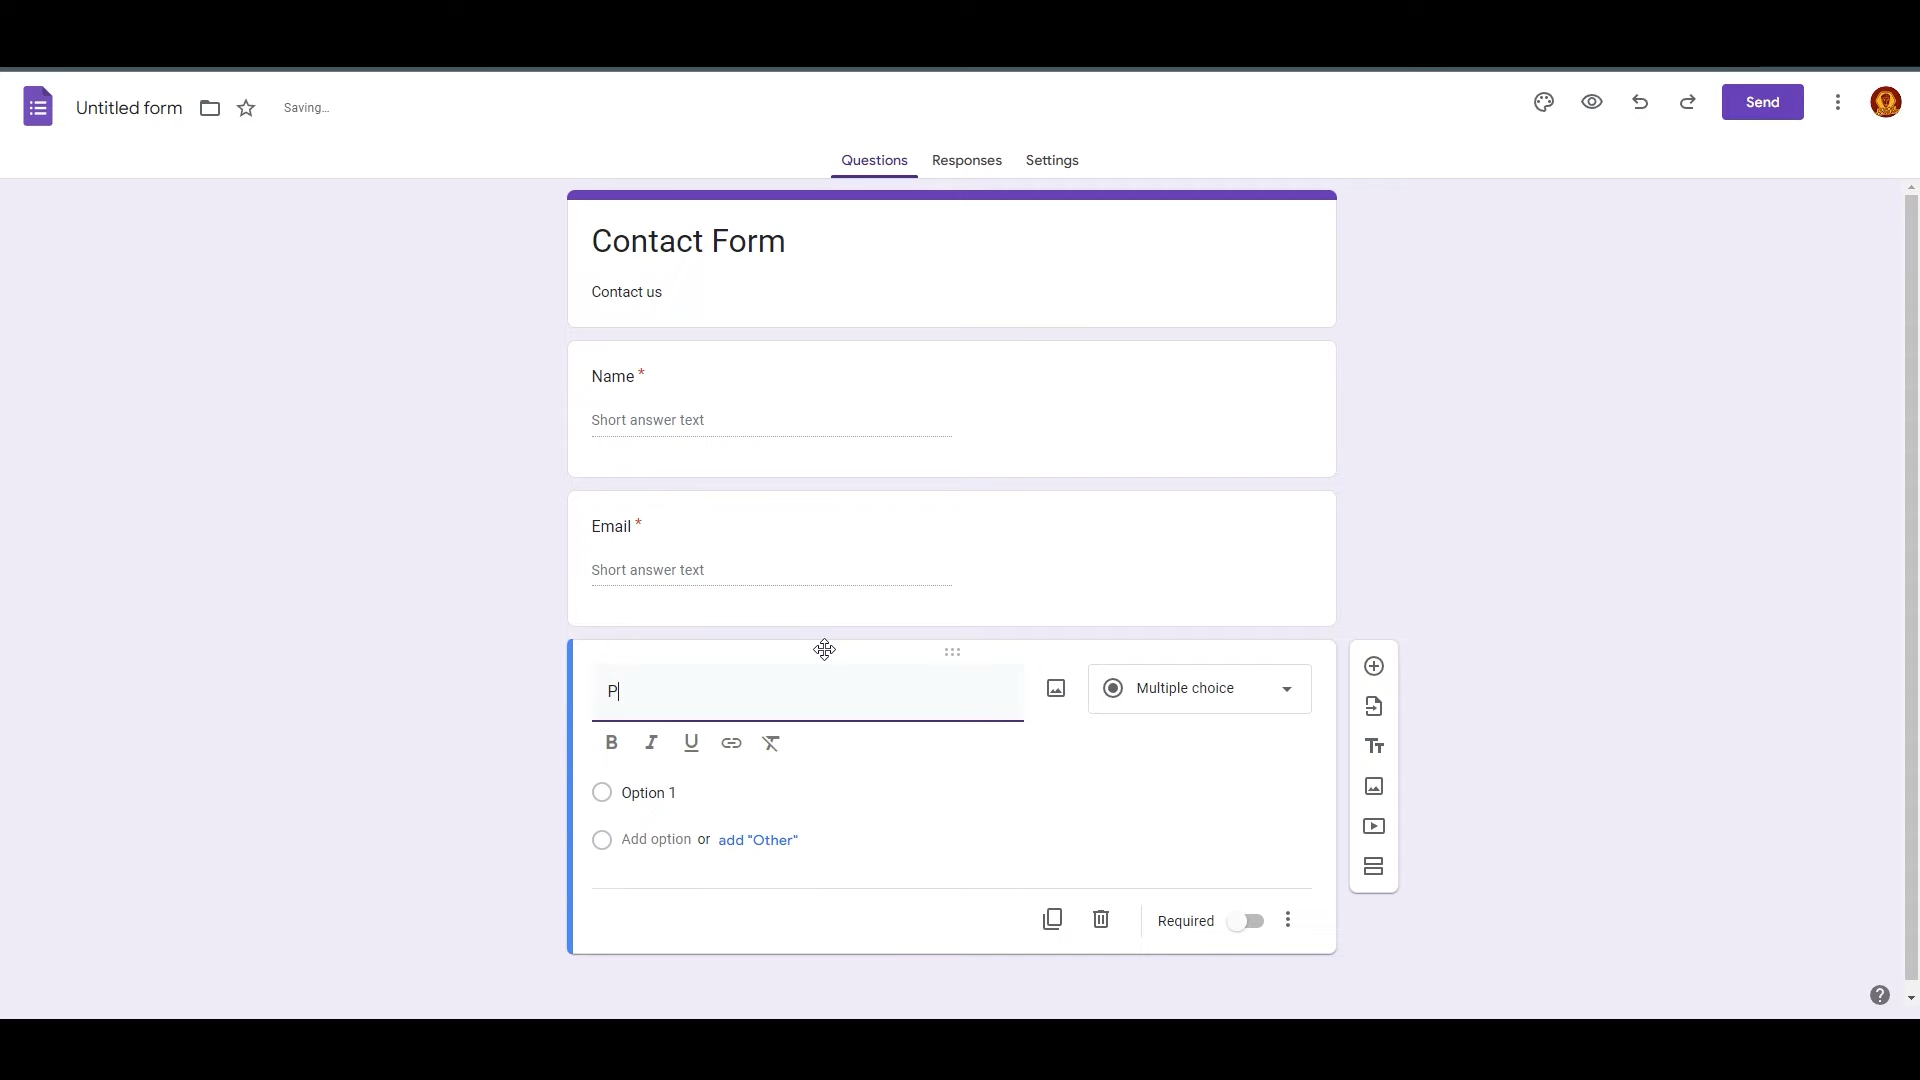 Untitled form
Saving...
Send
Questions Responses Settings
Contact Form
Contact us
Name *
Short answer text
Email *
Short answer text
P
Multiple choice
B I U
Option 1
Add option or add "Other"
Required